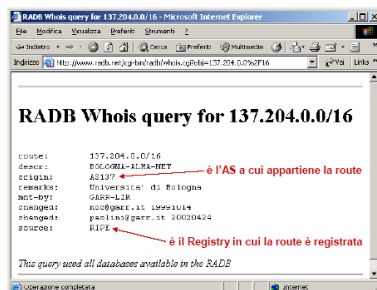 RADB Whois query for 137.204.0.0/16 - Microsoft Internet Explorer
File Modifica Visualizza Preferiti Strumenti ?
Indietro Cerca Preferiti Multimedia
Indirizzo http://www.radb.net/cgi-bin/radb/whois.cgi?obj=137.204.0.0%2F16 Vai Links
RADB Whois query for 137.204.0.0/16
route: 137.204.0.0/16
descr: BOLOGNA-ALMA-NET
è l'AS a cui appartiene la route
origin: AS137
remarks: Universita' di Bologna
mnt-by: GARR-LIR
changed: noc@garr.it 19991014
changed: paolini@garr.it 20020424
source: RIPE
è il Registry in cui la route è registrata
This query used all databases available in the RADB
Operazione completata Internet